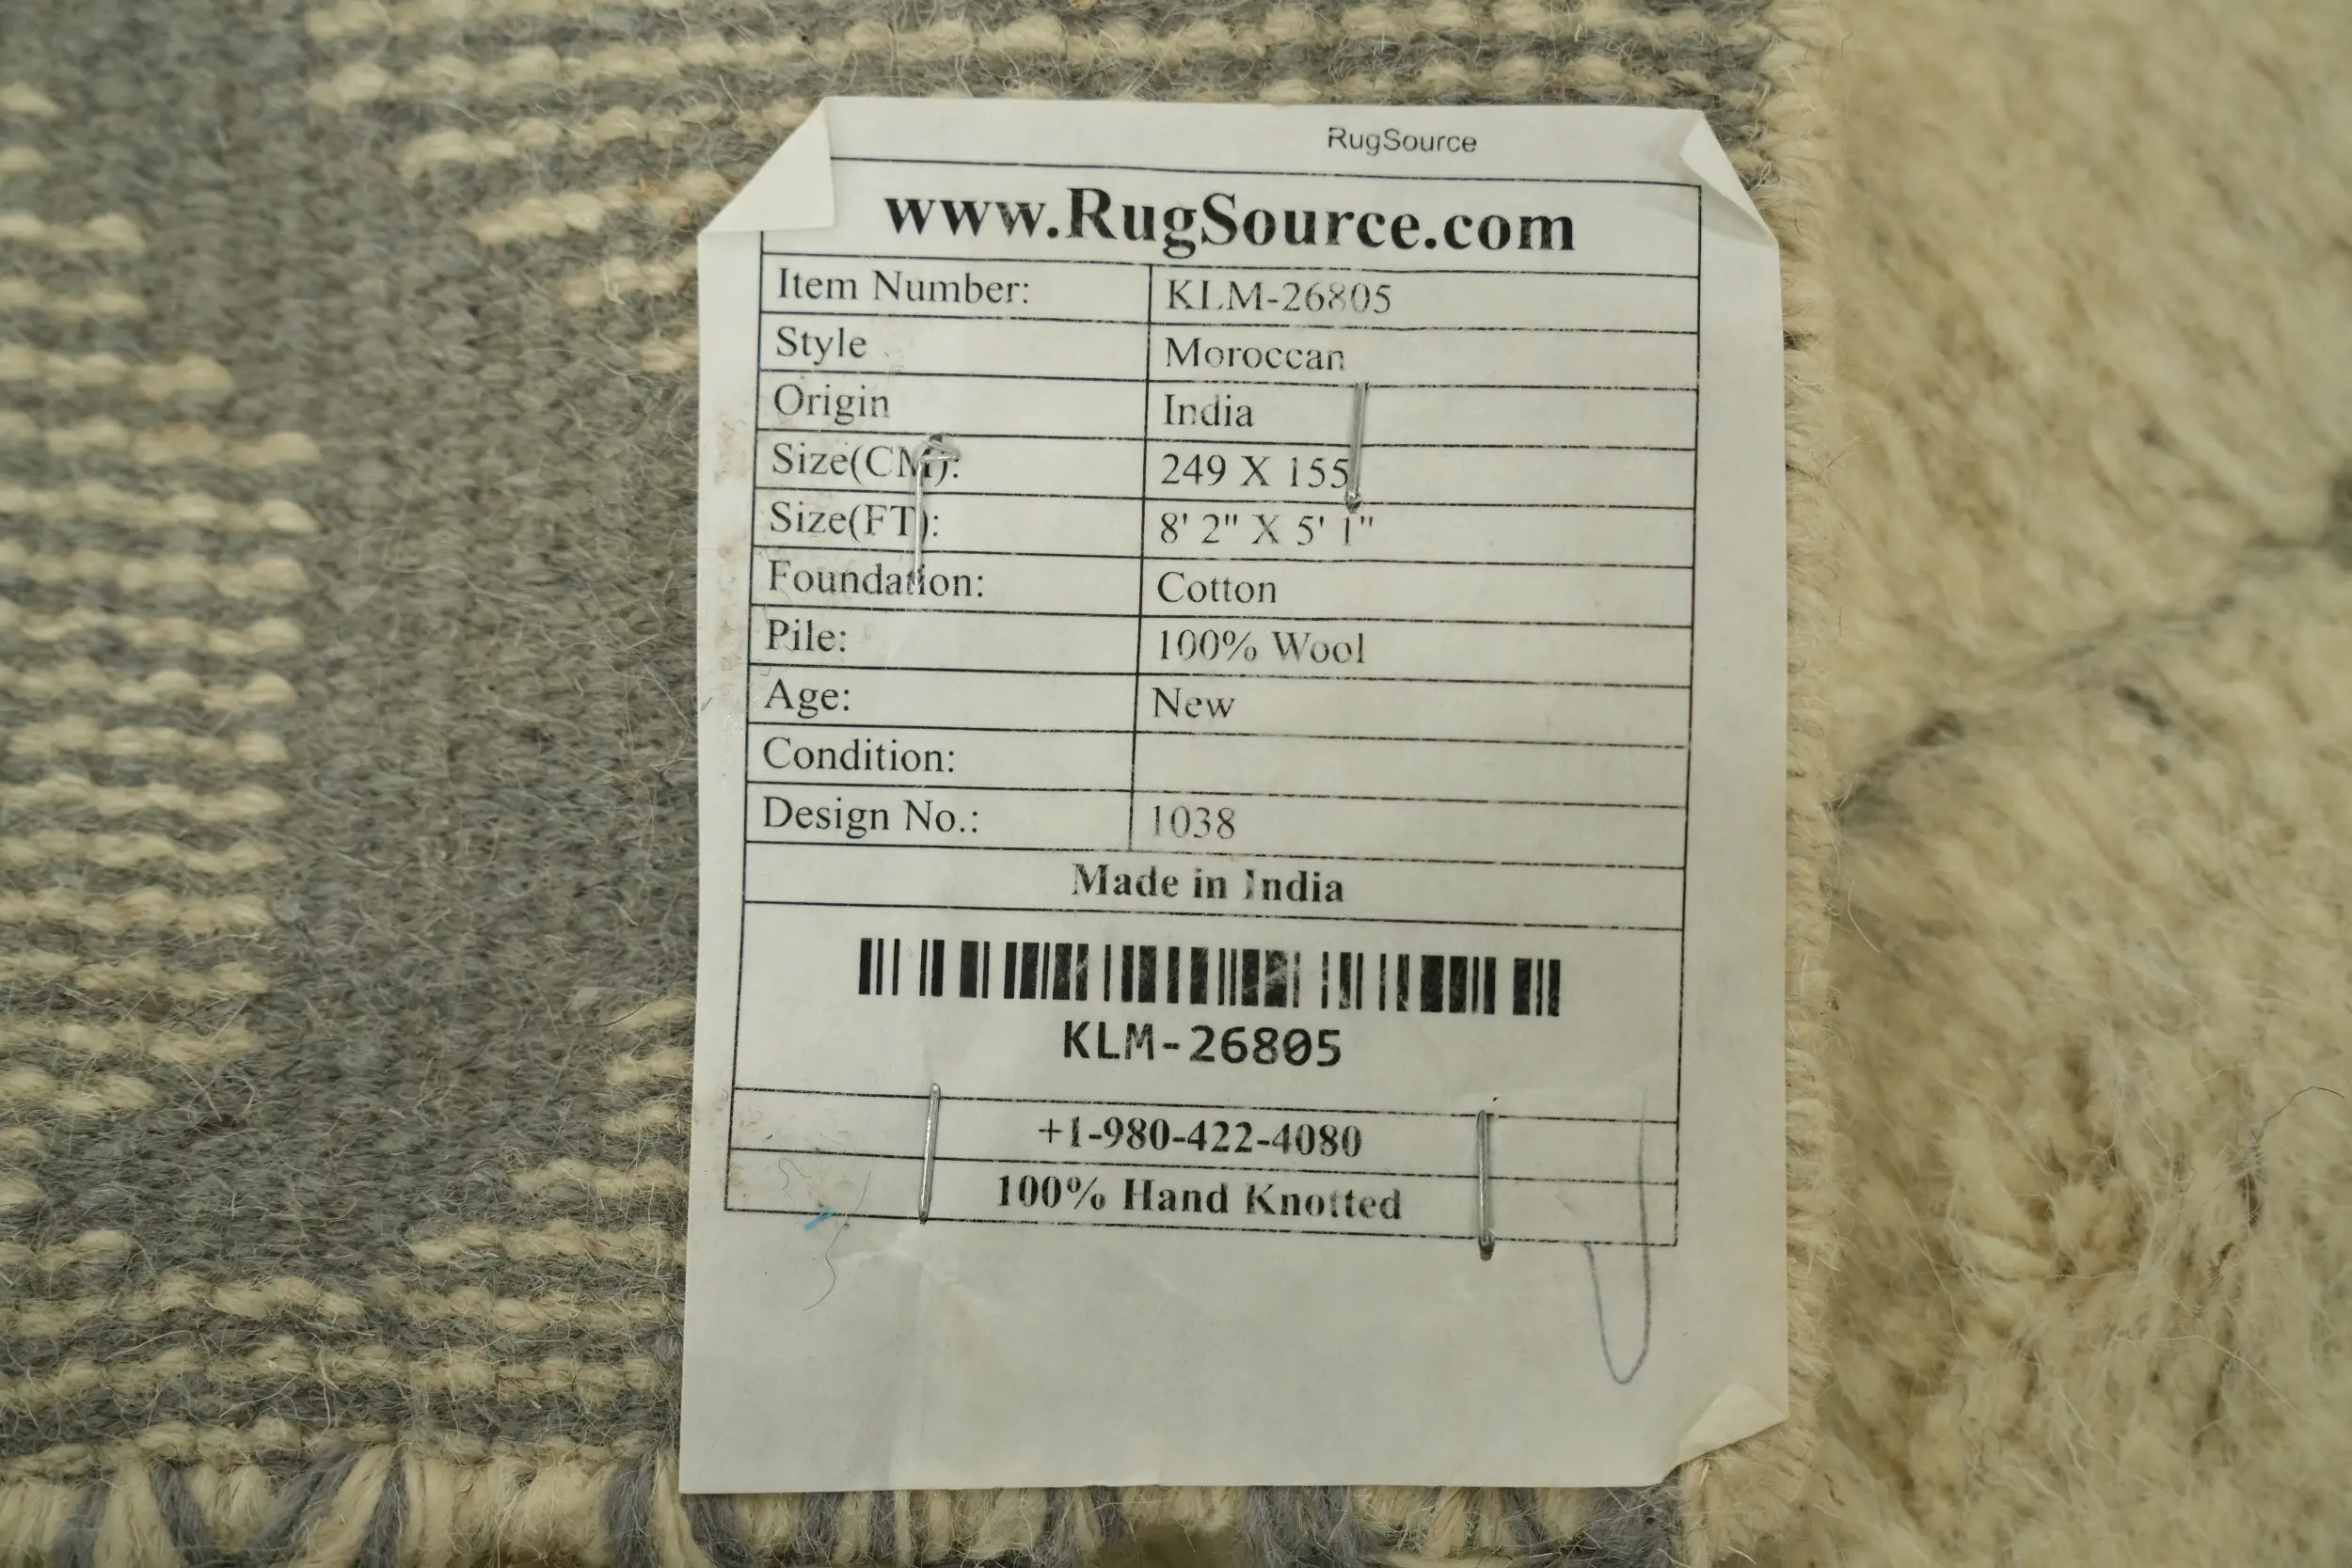 RugSource
www.RugSource.com
Item Number: KLM-26805
Style Moroccan
Origin India
Size(CM): 249 X 155
Size(FT): 8' 2" X 5' 1"
Foundation: Cotton
Pile: 100% Wool
Age: New
Condition:
Design No.: 1038
Made in India
KLM-26805
+1-980-422-4080
100% Hand Knotted